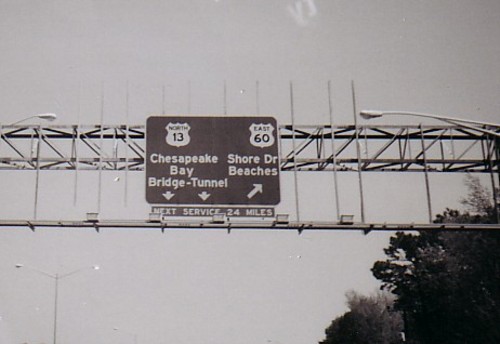 NORTH
13
EAST
60
Chesapeake
Bay
Bridge-Tunnel
Shore Dr
Beaches
NEXT SERVICE 24 MILES